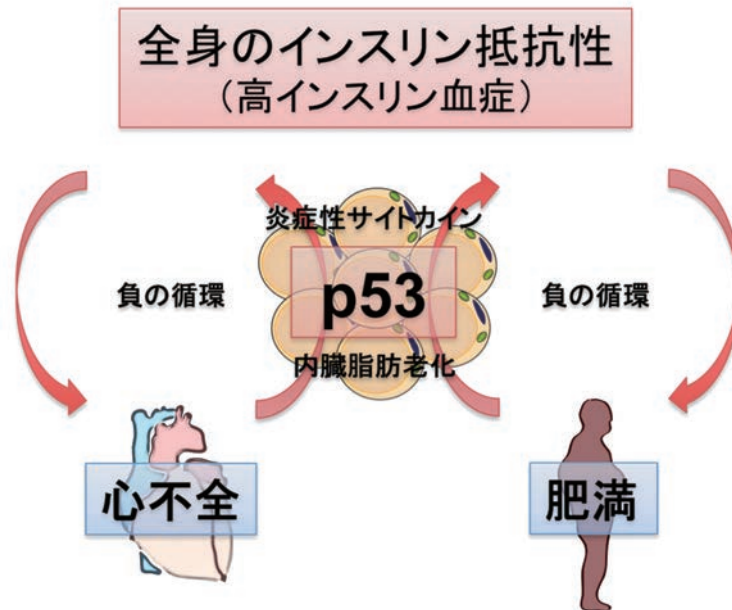 全身のインスリン抵抗性
（高インスリン血症）
炎症性サイトカイン
負の循環
p53
負の循環
内臓脂肪老化
心不全
肥満